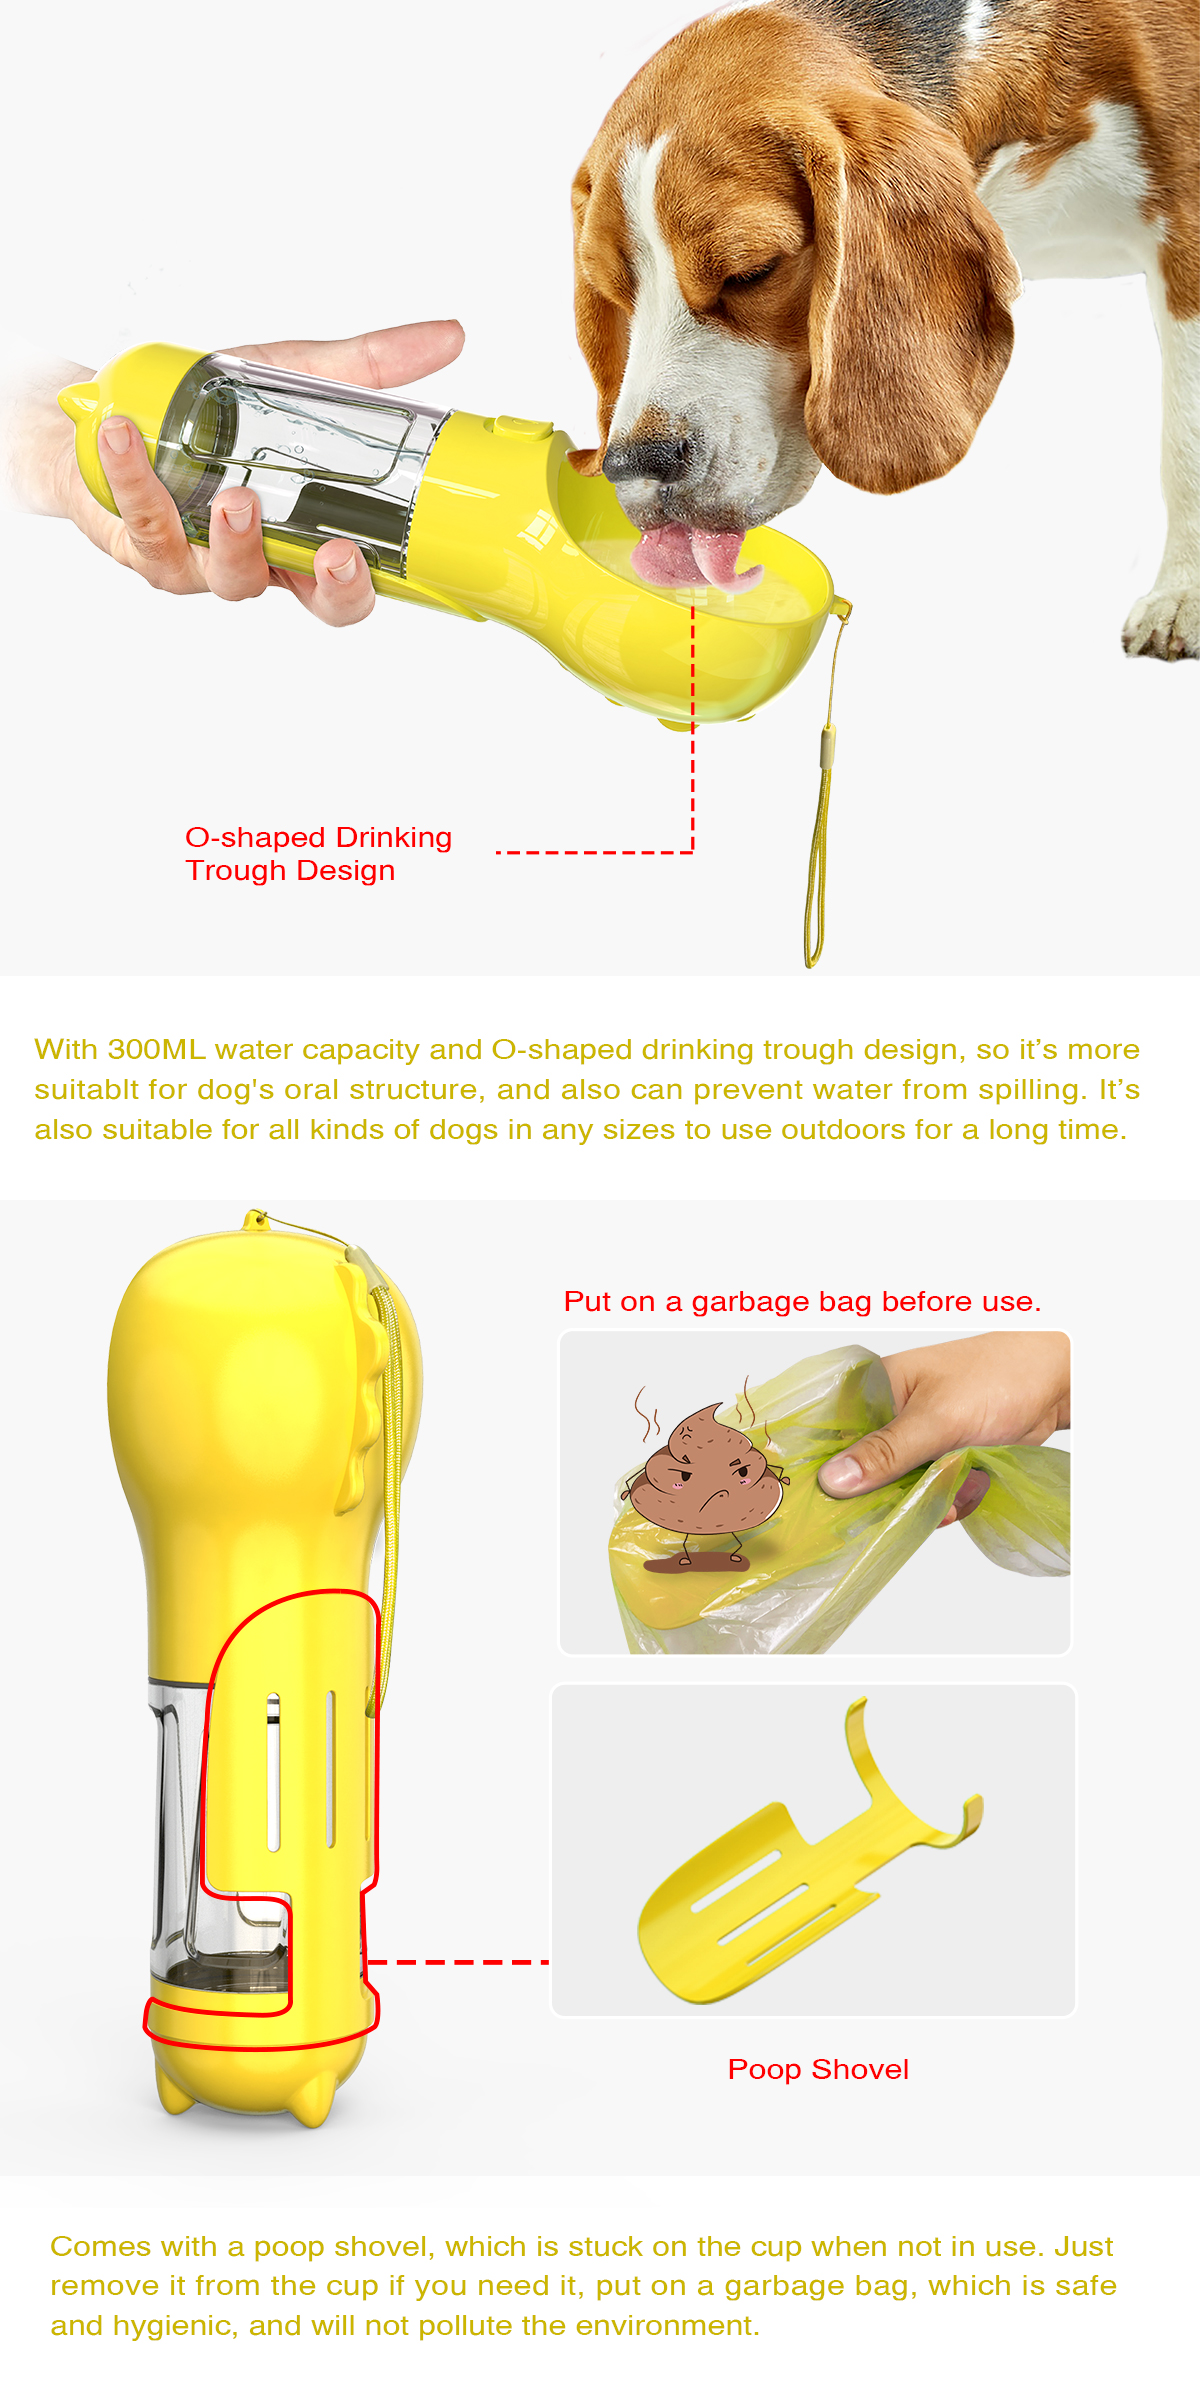 O-shaped Drinking
Trough Design
With 300ML water capacity and O-shaped drinking trough design, so it’s more
suitablt for dog's oral structure, and also can prevent water from spilling. It’s
also suitable for all kinds of dogs in any sizes to use outdoors for a long time.
Put on a garbage bag before use.
Poop Shovel
Comes with a poop shovel, which is stuck on the cup when not in use. Just
remove it from the cup if you need it, put on a garbage bag, which is safe
and hygienic, and will not pollute the environment.